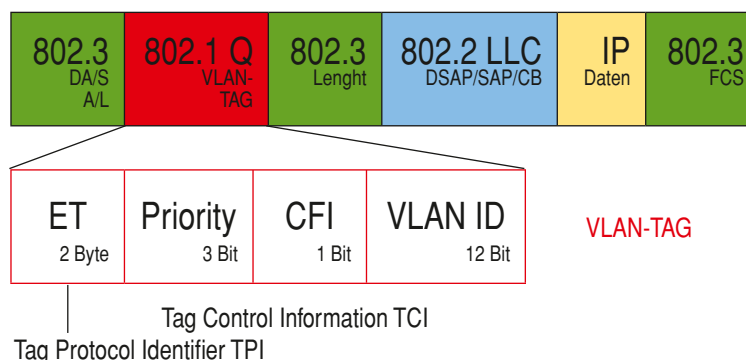 802.3 802.1 Q 802.3 802.2 LLC IP 802.3
DA/S VLAN- Lenght DSAP/SAP/CB Daten FCS
A/L TAG
ET Priority CFI VLAN ID
2 Byte 3 Bit 1 Bit 12 Bit
VLAN-TAG
Tag Control Information TCI
Tag Protocol Identifier TPI